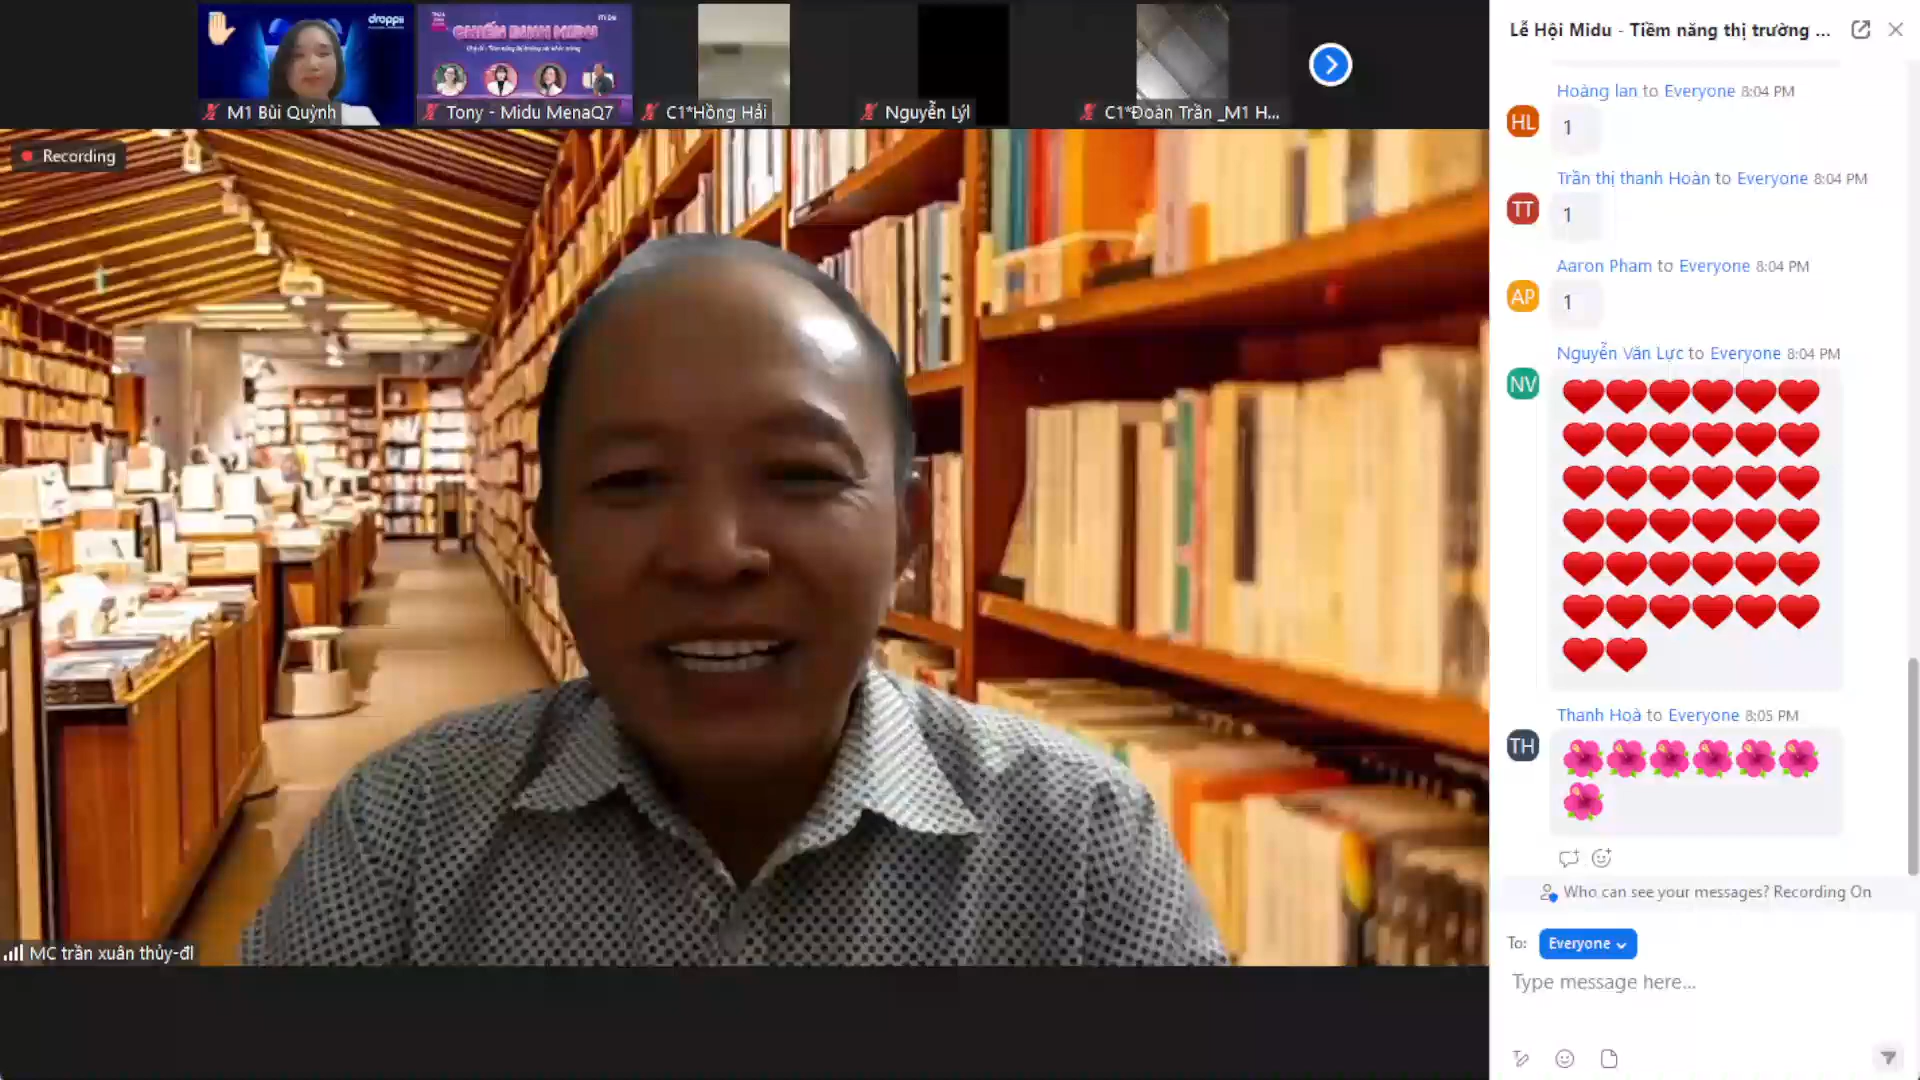 droppii
CHIẾN BINH MIDU
M1 Bùi Quỳnh
Tony - Midu MenaQ7
C1*Hồng Hải
Nguyễn Lýl
C1*Đoàn Trần _M1 H...
Recording
MC trần xuân thủy-đl
Lễ Hội Midu - Tiềm năng thị trường ...
Hoàng lan to Everyone 8:04 PM
HL
1
Trần thị thanh Hoàn to Everyone 8:04 PM
TT
1
Aaron Pham to Everyone 8:04 PM
AP
1
Nguyễn Văn Lực to Everyone 8:04 PM
NV
Thanh Hoà to Everyone 8:05 PM
TH
Who can see your messages? Recording On
To: Everyone
Type message here...